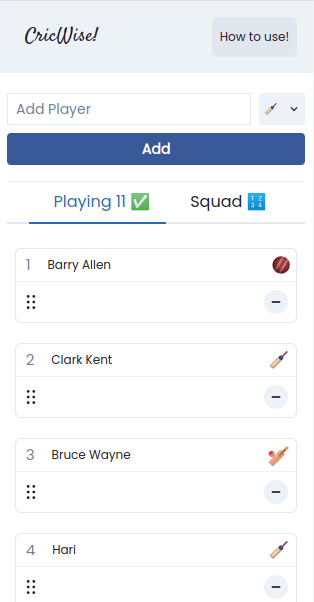 CricWise!
How to use!
Add Player
Add
Playing 11 ✅ Squad 🔢
1 Barry Allen
2 Clark Kent
3 Bruce Wayne
4 Hari